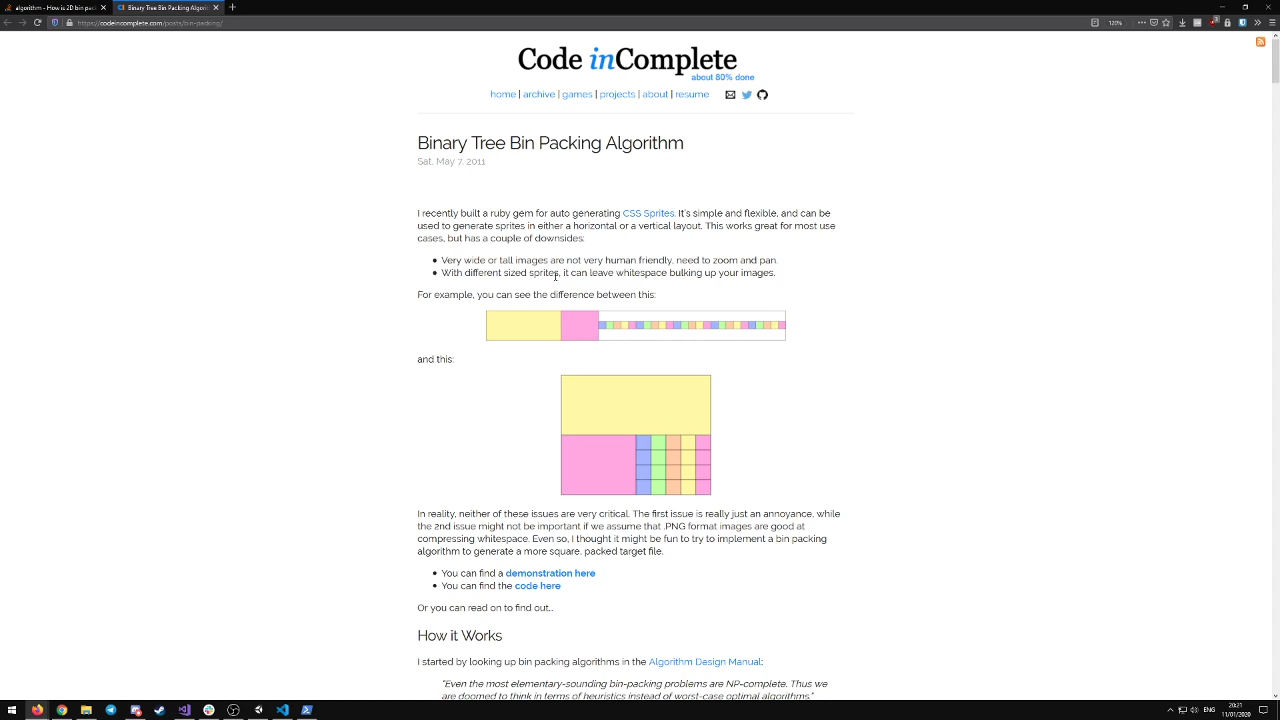 algorithm - How is 2D bin pack
Binary Tree Bin Packing Algorithm
https://codeincomplete.com/posts/bin-packing/
120%
Code inComplete
about 80% done
home | archive | games | projects | about | resume
Binary Tree Bin Packing Algorithm
Sat, May 7, 2011
I recently built a ruby gem for auto generating CSS Sprites. It's simple and flexible, and can be
used to generate sprites in either a horizontal or a vertical layout. This works great for most use
cases, but has a couple of downsides:
• Very wide or tall images are not very human friendly, need to zoom and pan.
• With different sized sprites, it can leave whitespace bulking up your images.
For example, you can see the difference between this:
and this:
In reality, neither of these issues are very critical. The first issue is really just an annoyance, while
the 2nd issue might not be important if we assume that .PNG format images are good at
compressing whitespace. Even so, I thought it might be fun to try to implement a bin packing
algorithm to generate a more square, packed target file.
• You can find a demonstration here
• You can find the code here
Or you can read on to find out...
How it Works
I started by looking up bin packing algorithms in the Algorithm Design Manual:
"Even the most elementary-sounding bin-packing problems are NP-complete. Thus we
are doomed to think in terms of heuristics instead of worst-case optimal algorithms."
ENG
20:21
11/01/2020